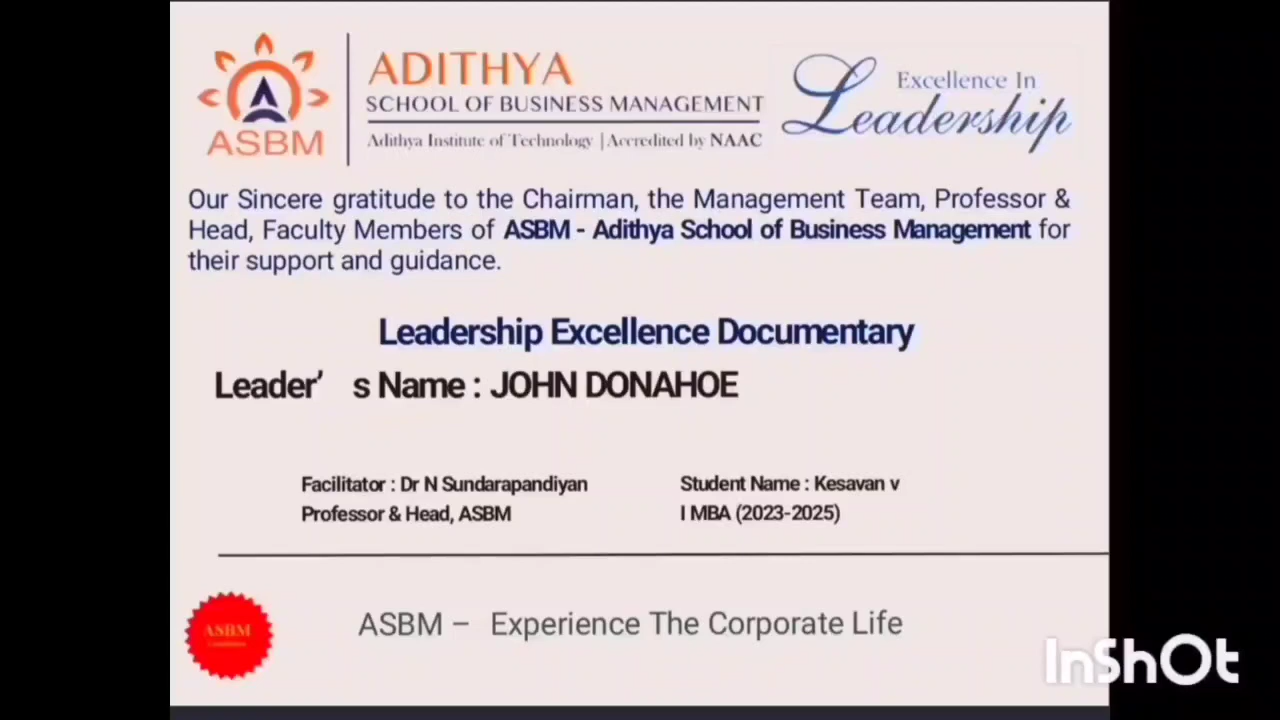 ASBM
ADITHYA
SCHOOL OF BUSINESS MANAGEMENT
Adithya Institute of Technology | Accredited by NAAC
Excellence In
Leadership
Our Sincere gratitude to the Chairman, the Management Team, Professor &
Head, Faculty Members of ASBM - Adithya School of Business Management for
their support and guidance.
Leadership Excellence Documentary
Leader’ s Name : JOHN DONAHOE
Facilitator : Dr N Sundarapandiyan
Professor & Head, ASBM
Student Name : Kesavan v
I MBA (2023-2025)
ASBM
ASBM – Experience The Corporate Life
InShOt